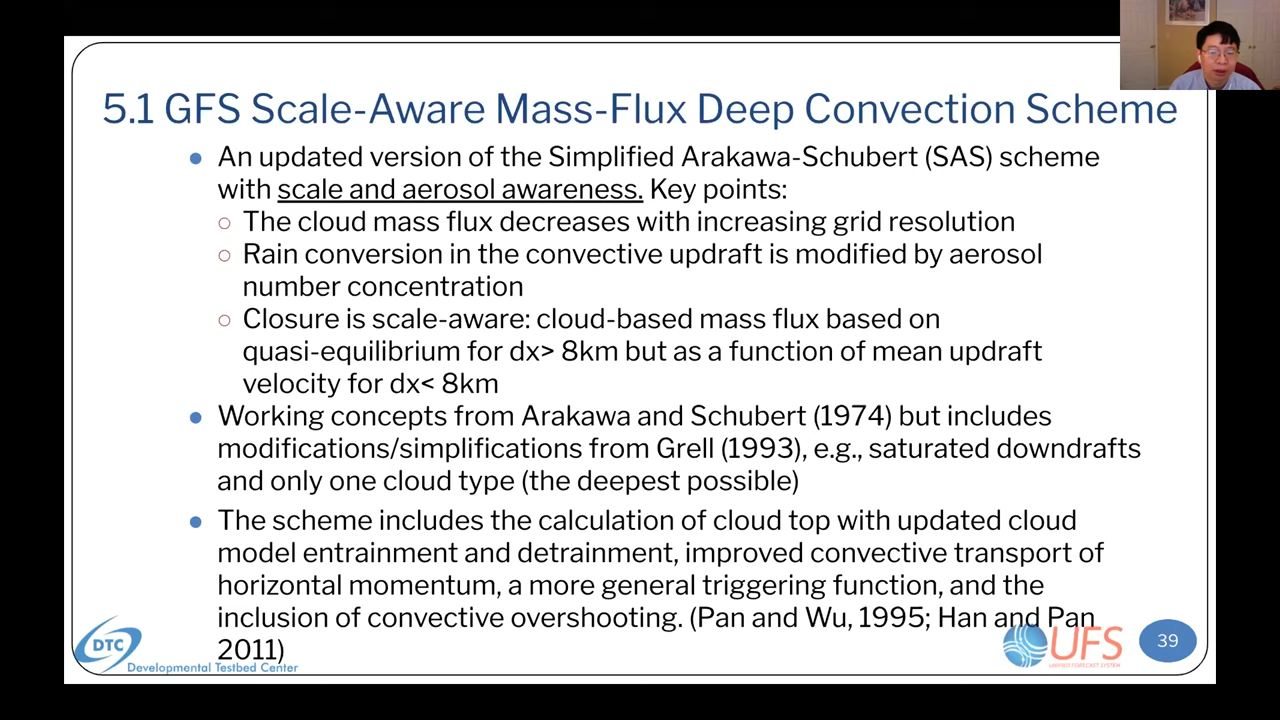 5.1 GFS Scale-Aware Mass-Flux Deep Convection Scheme
● An updated version of the Simplified Arakawa-Schubert (SAS) scheme
with scale and aerosol awareness. Key points:
○ The cloud mass flux decreases with increasing grid resolution
○ Rain conversion in the convective updraft is modified by aerosol
number concentration
○ Closure is scale-aware: cloud-based mass flux based on
quasi-equilibrium for dx> 8km but as a function of mean updraft
velocity for dx< 8km
● Working concepts from Arakawa and Schubert (1974) but includes
modifications/simplifications from Grell (1993), e.g., saturated downdrafts
and only one cloud type (the deepest possible)
● The scheme includes the calculation of cloud top with updated cloud
model entrainment and detrainment, improved convective transport of
horizontal momentum, a more general triggering function, and the
inclusion of convective overshooting. (Pan and Wu, 1995; Han and Pan
2011)
DTC
Developmental Testbed Center
UFS
UNIFIED FORECAST SYSTEM
39